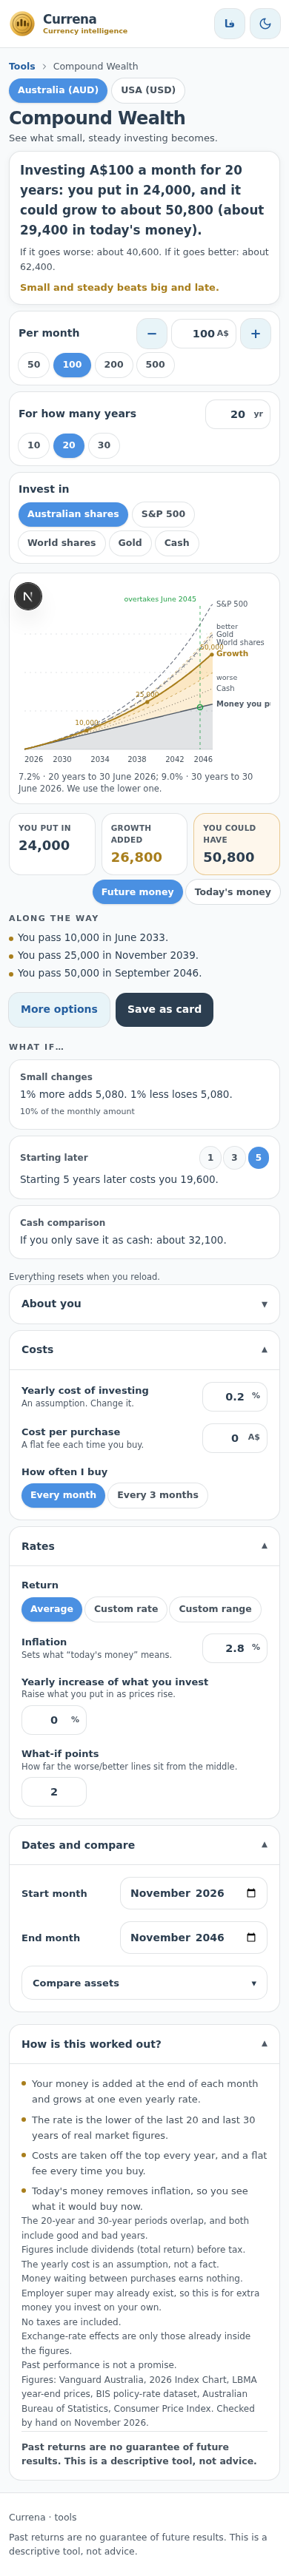 Currena
Currency intelligence
فا
Tools › Compound Wealth
Australia (AUD) USA (USD)
Compound Wealth
See what small, steady investing becomes.
Investing A$100 a month for 20
years: you put in 24,000, and it
could grow to about 50,800 (about
29,400 in today's money).
If it goes worse: about 40,600. If it goes better: about
62,400.
Small and steady beats big and late.
Per month − 100 A$ +
50 100 200 500
For how many years 20 yr
10 20 30
Invest in
Australian shares S&P 500
World shares Gold Cash
N
overtakes June 2045
S&P 500
better
Gold
World shares
50,000
Growth
worse
25,000
Cash
Money you p
10,000
2026 2030 2034 2038 2042 2046
7.2% · 20 years to 30 June 2026; 9.0% · 30 years to 30
June 2026. We use the lower one.
YOU PUT IN
24,000
GROWTH
ADDED
26,800
YOU COULD
HAVE
50,800
Future money Today's money
ALONG THE WAY
You pass 10,000 in June 2033.
You pass 25,000 in November 2039.
You pass 50,000 in September 2046.
More options Save as card
WHAT IF…
Small changes
1% more adds 5,080. 1% less loses 5,080.
10% of the monthly amount
Starting later 1 3 5
Starting 5 years later costs you 19,600.
Cash comparison
If you only save it as cash: about 32,100.
Everything resets when you reload.
About you ▼
Costs ▲
Yearly cost of investing 0.2 %
An assumption. Change it.
Cost per purchase 0 A$
A flat fee each time you buy.
How often I buy
Every month Every 3 months
Rates ▲
Return
Average Custom rate Custom range
Inflation 2.8 %
Sets what “today's money” means.
Yearly increase of what you invest
Raise what you put in as prices rise.
0 %
What-if points
How far the worse/better lines sit from the middle.
2
Dates and compare ▲
Start month November 2026
End month November 2046
Compare assets ▾
How is this worked out? ▲
Your money is added at the end of each month
and grows at one even yearly rate.
The rate is the lower of the last 20 and last 30
years of real market figures.
Costs are taken off the top every year, and a flat
fee every time you buy.
Today's money removes inflation, so you see
what it would buy now.
The 20-year and 30-year periods overlap, and both
include good and bad years.
Figures include dividends (total return) before tax.
The yearly cost is an assumption, not a fact.
Money waiting between purchases earns nothing.
Employer super may already exist, so this is for extra
money you invest on your own.
No taxes are included.
Exchange-rate effects are only those already inside
the figures.
Past performance is not a promise.
Figures: Vanguard Australia, 2026 Index Chart, LBMA
year-end prices, BIS policy-rate dataset, Australian
Bureau of Statistics, Consumer Price Index. Checked
by hand on November 2026.
Past returns are no guarantee of future
results. This is a descriptive tool, not advice.
Currena · tools
Past returns are no guarantee of future results. This is a
descriptive tool, not advice.